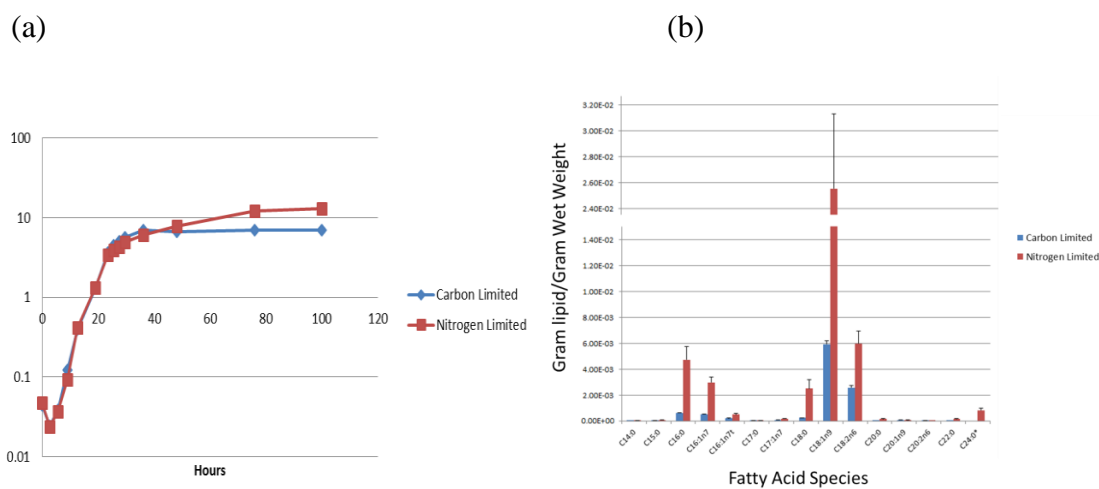 (a)
100
10
1
0.1
0.01
0 20 40 60 80 100 120
Hours
Carbon Limited
Nitrogen Limited
(b)
Gram lipid/Gram Wet Weight
3.20E-02
3.00E-02
2.80E-02
2.60E-02
2.40E-02
1.40E-02
1.20E-02
1.00E-02
8.00E-03
6.00E-03
4.00E-03
2.00E-03
0.00E+00
C14:0 C15:0 C16:0 C16:1n7 C16:1n7t C17:0 C17:1n7 C18:0 C18:1n9 C18:2n6 C20:0 C20:1n9 C20:2n6 C22:0 C24:0*
Fatty Acid Species
Carbon Limited
Nitrogen Limited